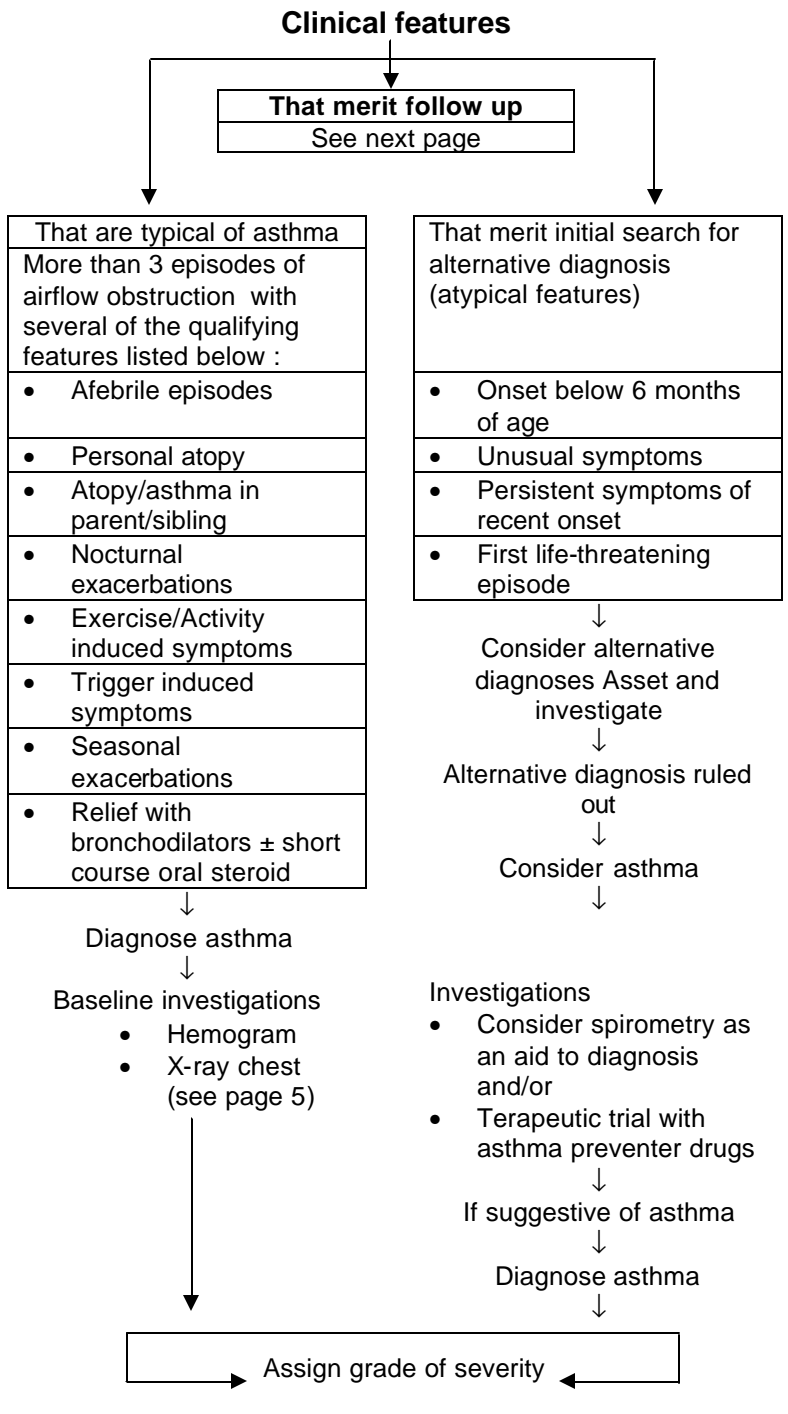 Clinical features
That merit follow up
See next page
That are typical of asthma
More than 3 episodes of
airflow obstruction with
several of the qualifying
features listed below :
• Afebrile episodes
• Personal atopy
• Atopy/asthma in
parent/sibling
• Nocturnal
exacerbations
• Exercise/Activity
induced symptoms
• Trigger induced
symptoms
• Seasonal
exacerbations
• Relief with
bronchodilators ± short
course oral steroid
↓
Diagnose asthma
↓
Baseline investigations
• Hemogram
• X-ray chest
(see page 5)
That merit initial search for
alternative diagnosis
(atypical features)
• Onset below 6 months
of age
• Unusual symptoms
• Persistent symptoms of
recent onset
• First life-threatening
episode
↓
Consider alternative
diagnoses Asset and
investigate
↓
Alternative diagnosis ruled
out
↓
Consider asthma
↓
Investigations
• Consider spirometry as
an aid to diagnosis
and/or
• Terapeutic trial with
asthma preventer drugs
↓
If suggestive of asthma
↓
Diagnose asthma
↓
Assign grade of severity